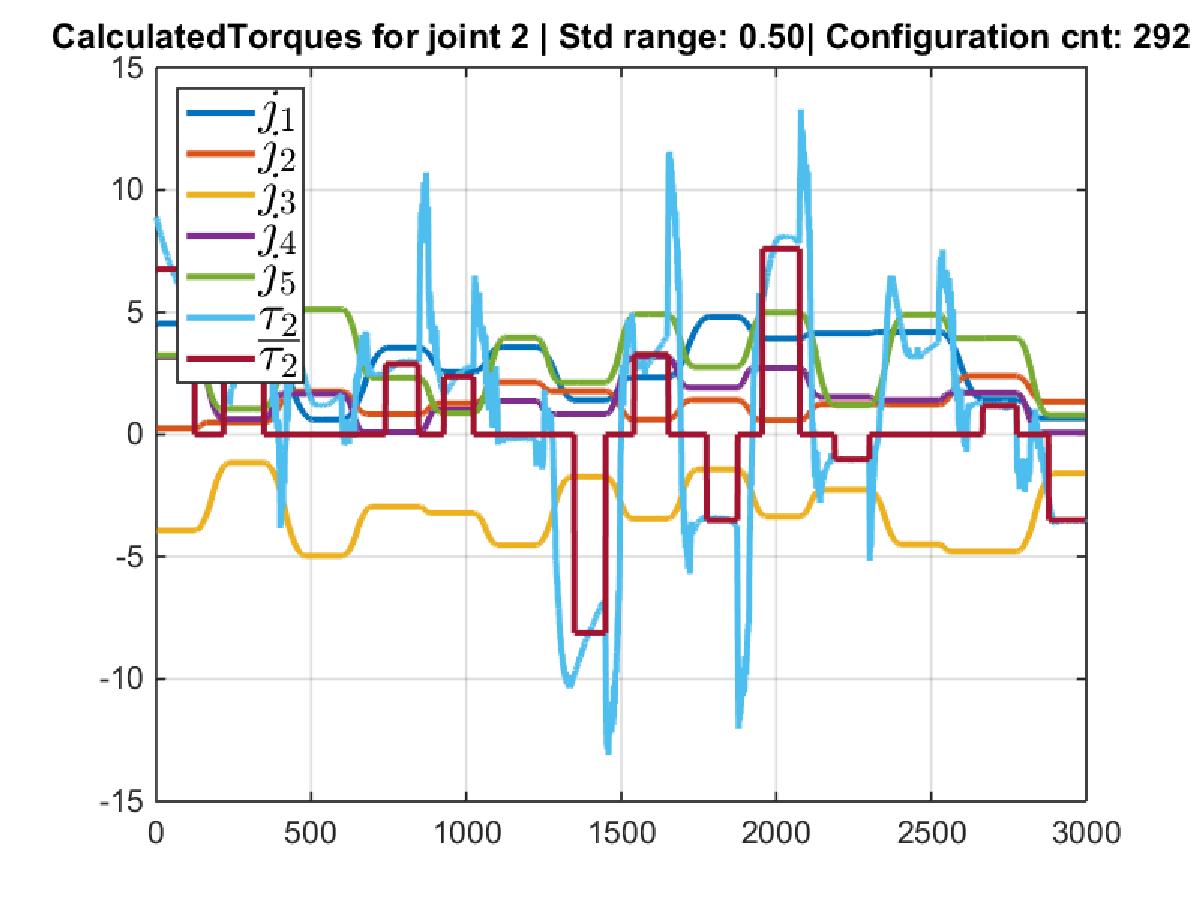 CalculatedTorques for joint 2 | Std range: 0.50| Configuration cnt: 292
15
10
5
0
-5
-10
-15
j1
j2
j3
j4
j5
τ2
τ2
0 500 1000 1500 2000 2500 3000